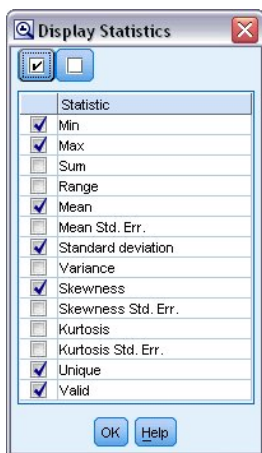 Display Statistics
Statistic
Min
Max
Sum
Range
Mean
Mean Std. Err.
Standard deviation
Variance
Skewness
Skewness Std. Err.
Kurtosis
Kurtosis Std. Err.
Unique
Valid
OK Help